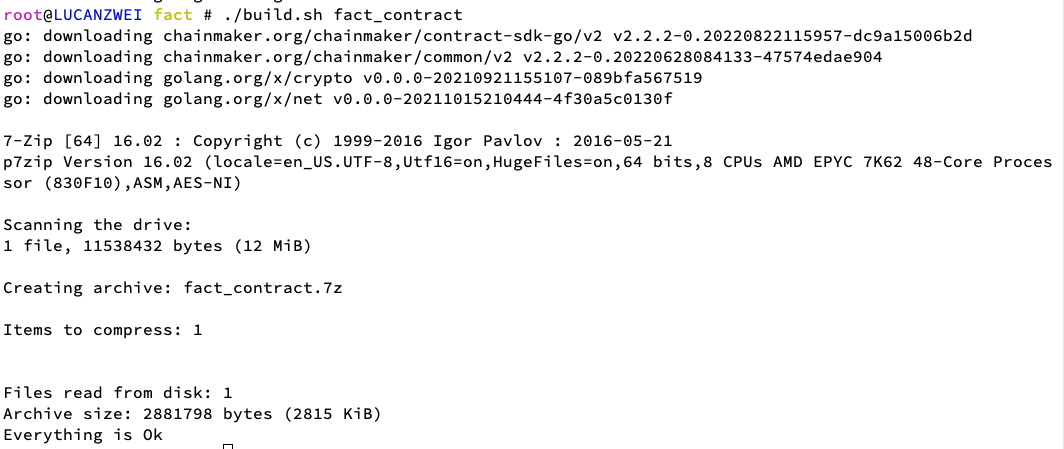 root@LUCANZWEI fact # ./build.sh fact_contract
go: downloading chainmaker.org/chainmaker/contract-sdk-go/v2 v2.2.2-0.20220822115957-dc9a15006b2d
go: downloading chainmaker.org/chainmaker/common/v2 v2.2.2-0.20220628084133-47574edae904
go: downloading golang.org/x/crypto v0.0.0-20210921155107-089bfa567519
go: downloading golang.org/x/net v0.0.0-20211015210444-4f30a5c0130f
7-Zip [64] 16.02 : Copyright (c) 1999-2016 Igor Pavlov : 2016-05-21
p7zip Version 16.02 (locale=en_US.UTF-8,Utf16=on,HugeFiles=on,64 bits,8 CPUs AMD EPYC 7K62 48-Core Proces
sor (830F10),ASM,AES-NI)
Scanning the drive:
1 file, 11538432 bytes (12 MiB)
Creating archive: fact_contract.7z
Items to compress: 1
Files read from disk: 1
Archive size: 2881798 bytes (2815 KiB)
Everything is Ok